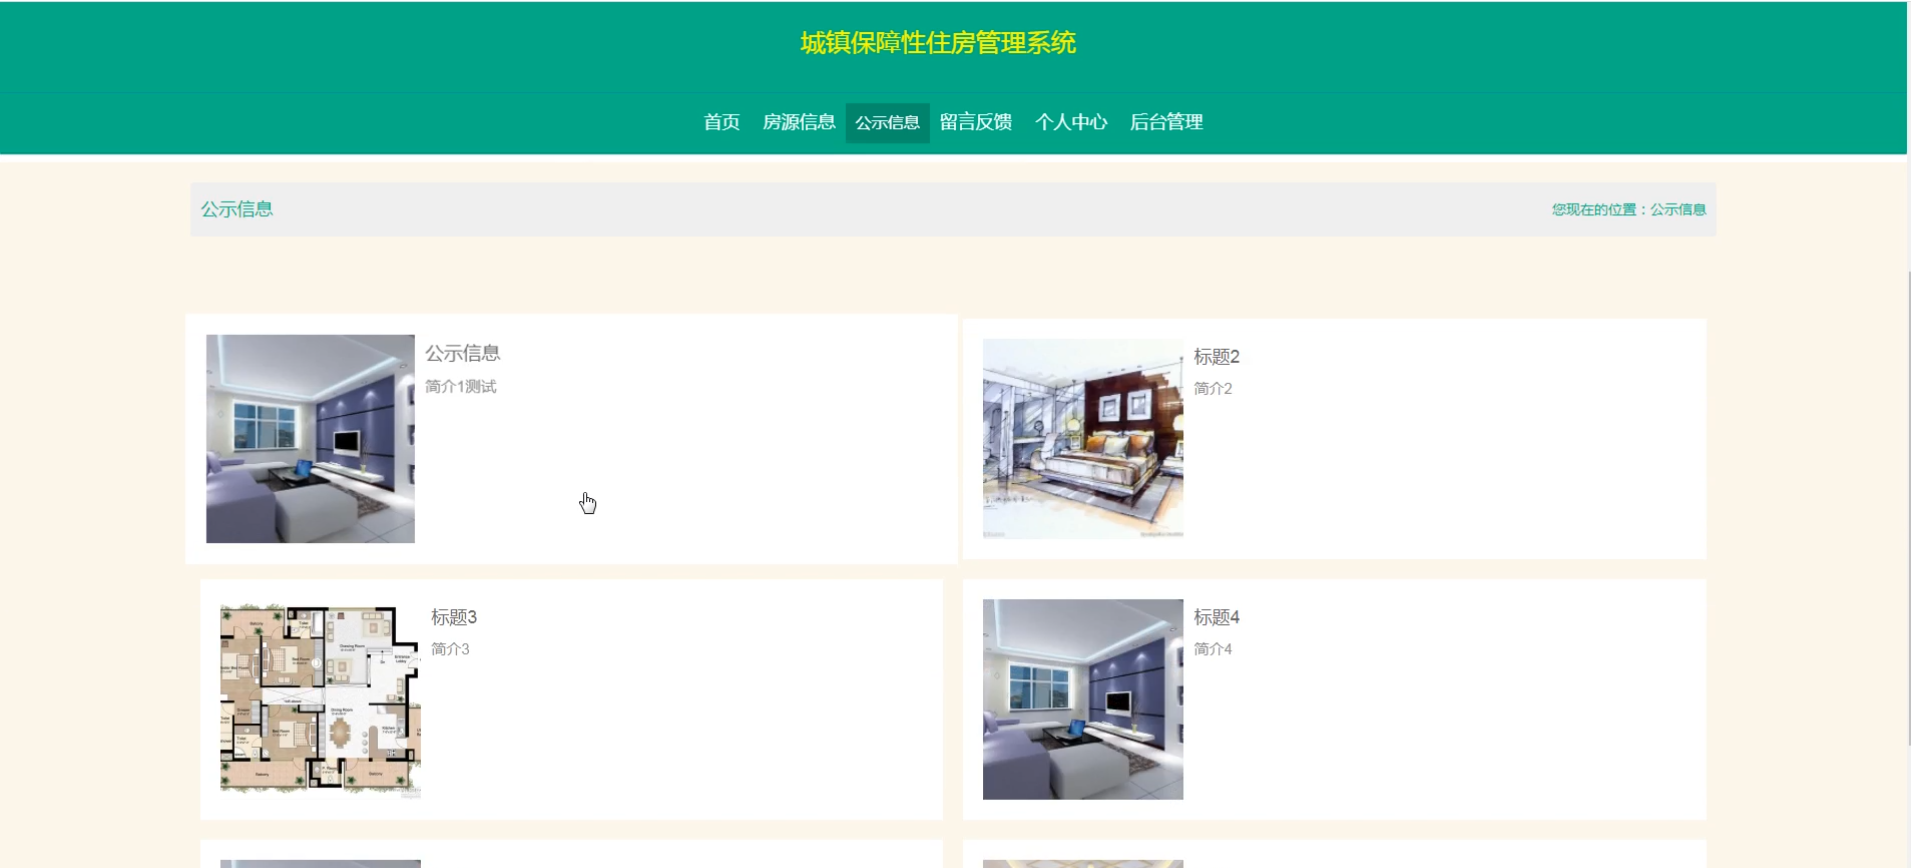 城镇保障性住房管理系统
首页 房源信息 公示信息 留言反馈 个人中心 后台管理
公示信息
您现在的位置：公示信息
公示信息
简介1测试
标题2
简介2
标题3
简介3
标题4
简介4